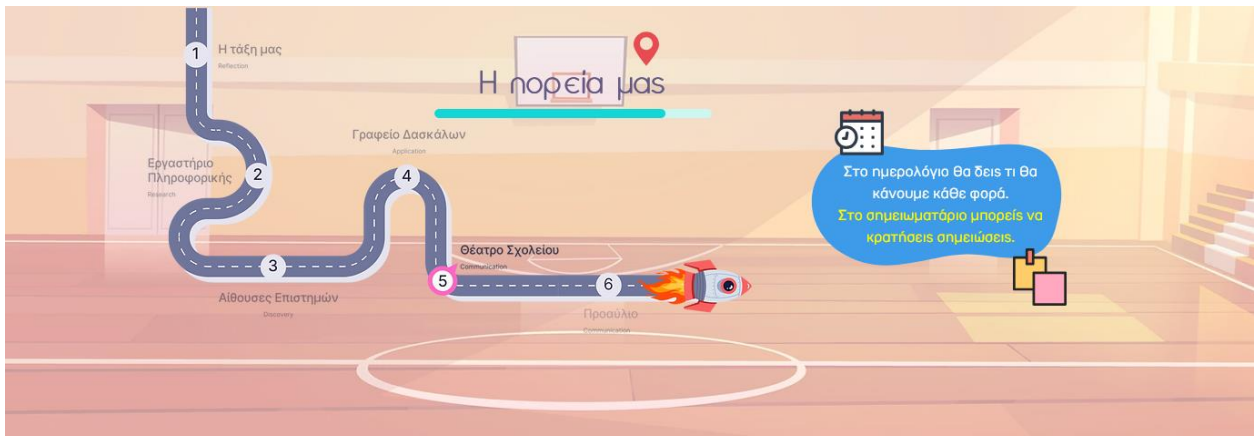 Η πορεία μας
1
Η τάξη μας
Reflection
2
Εργαστήριο
Πληροφορικής
Research
3
Αίθουσες Επιστημών
Discovery
4
Γραφείο Δασκάλων
Application
5
Θέατρο Σχολείου
Communication
6
Προαύλιο
Communication
Στο ημερολόγιο θα δεις τι θα
κάνουμε κάθε φορά.
Στο σημειωματάριο μπορείς να
κρατήσεις σημειώσεις.